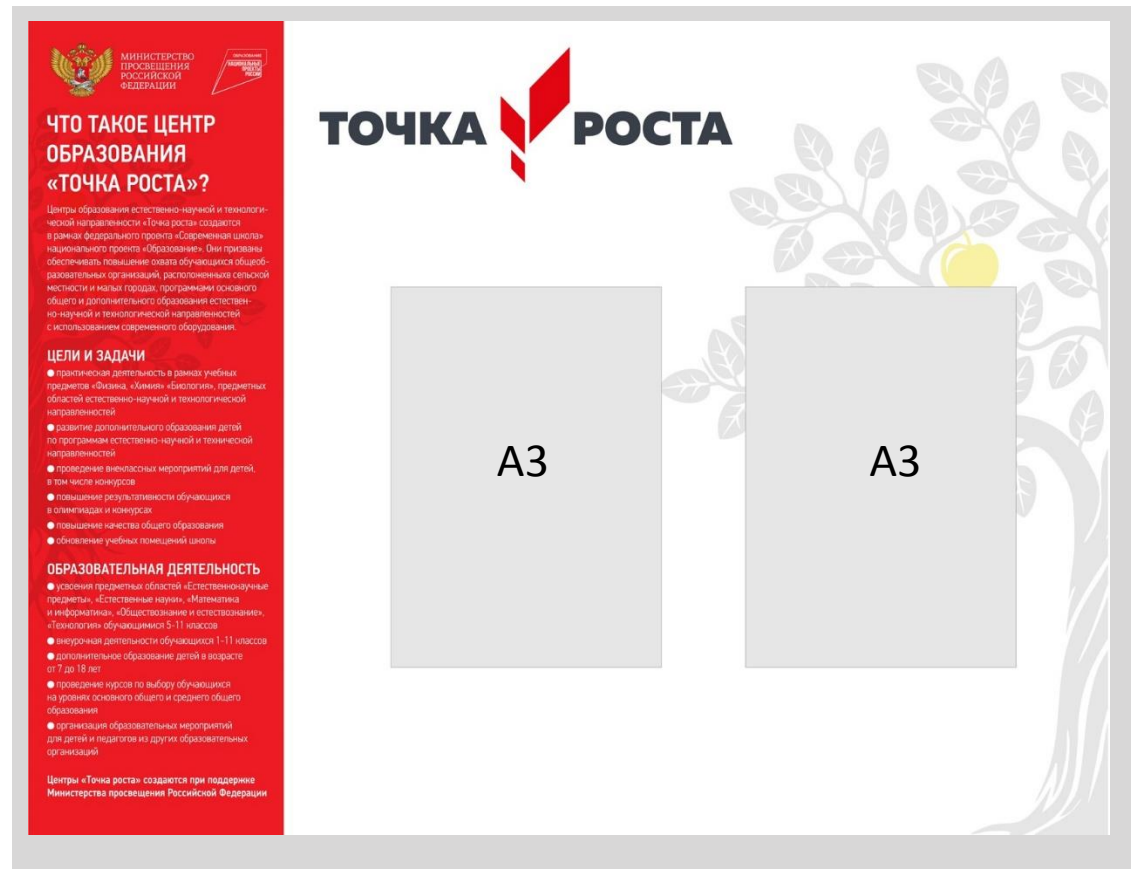 МИНИСТЕРСТВО
ПРОСВЕЩЕНИЯ
РОССИЙСКОЙ
ФЕДЕРАЦИИ
ОБРАЗОВАНИЕ
НАЦИОНАЛЬНЫЕ
ПРОЕКТЫ
РОССИИ
ЧТО ТАКОЕ ЦЕНТР
ОБРАЗОВАНИЯ
«ТОЧКА РОСТА»?
Центры образования естественно-научной и технологи-
ческой направленности «Точка роста» создаются
в рамках федерального проекта «Современная школа»
национального проекта «Образование». Они призваны
обеспечивать повышение охвата обучающихся общеоб-
разовательных организаций, расположенныхв сельской
местности и малых городах, программами основного
общего и дополнительного образования естествен-
но-научной и технологической направленностей
с использованием современного оборудования.
ЦЕЛИ И ЗАДАЧИ
● практическая деятельность в рамках учебных
предметов «Физика, «Химия» «Биология», предметных
областей естественно-научной и технологической
направленностей
● развитие дополнительного образования детей
по программам естественно-научной и технической
направленностей
● проведение внеклассных мероприятий для детей,
в том числе конкурсов
● повышение результативности обучающихся
в олимпиадах и конкурсах
● повышение качества общего образования
● обновление учебных помещений школы
ОБРАЗОВАТЕЛЬНАЯ ДЕЯТЕЛЬНОСТЬ
● усвоения предметных областей «Естественнонаучные
предметы», «Естественные науки», «Математика
и информатика», «Обществознание и естествознание»,
«Технология» обучающимися 5-11 классов
● внеурочная деятельности обучающихся 1-11 классов
● дополнительное образование детей в возрасте
от 7 до 18 лет
● проведение курсов по выбору обучающихся
на уровнях основного общего и среднего общего
образования
● организация образовательных мероприятий
для детей и педагогов из других образовательных
организаций
Центры «Точка роста» создаются при поддержке
Министерства просвещения Российской Федерации
ТОЧКА РОСТА
А3
А3